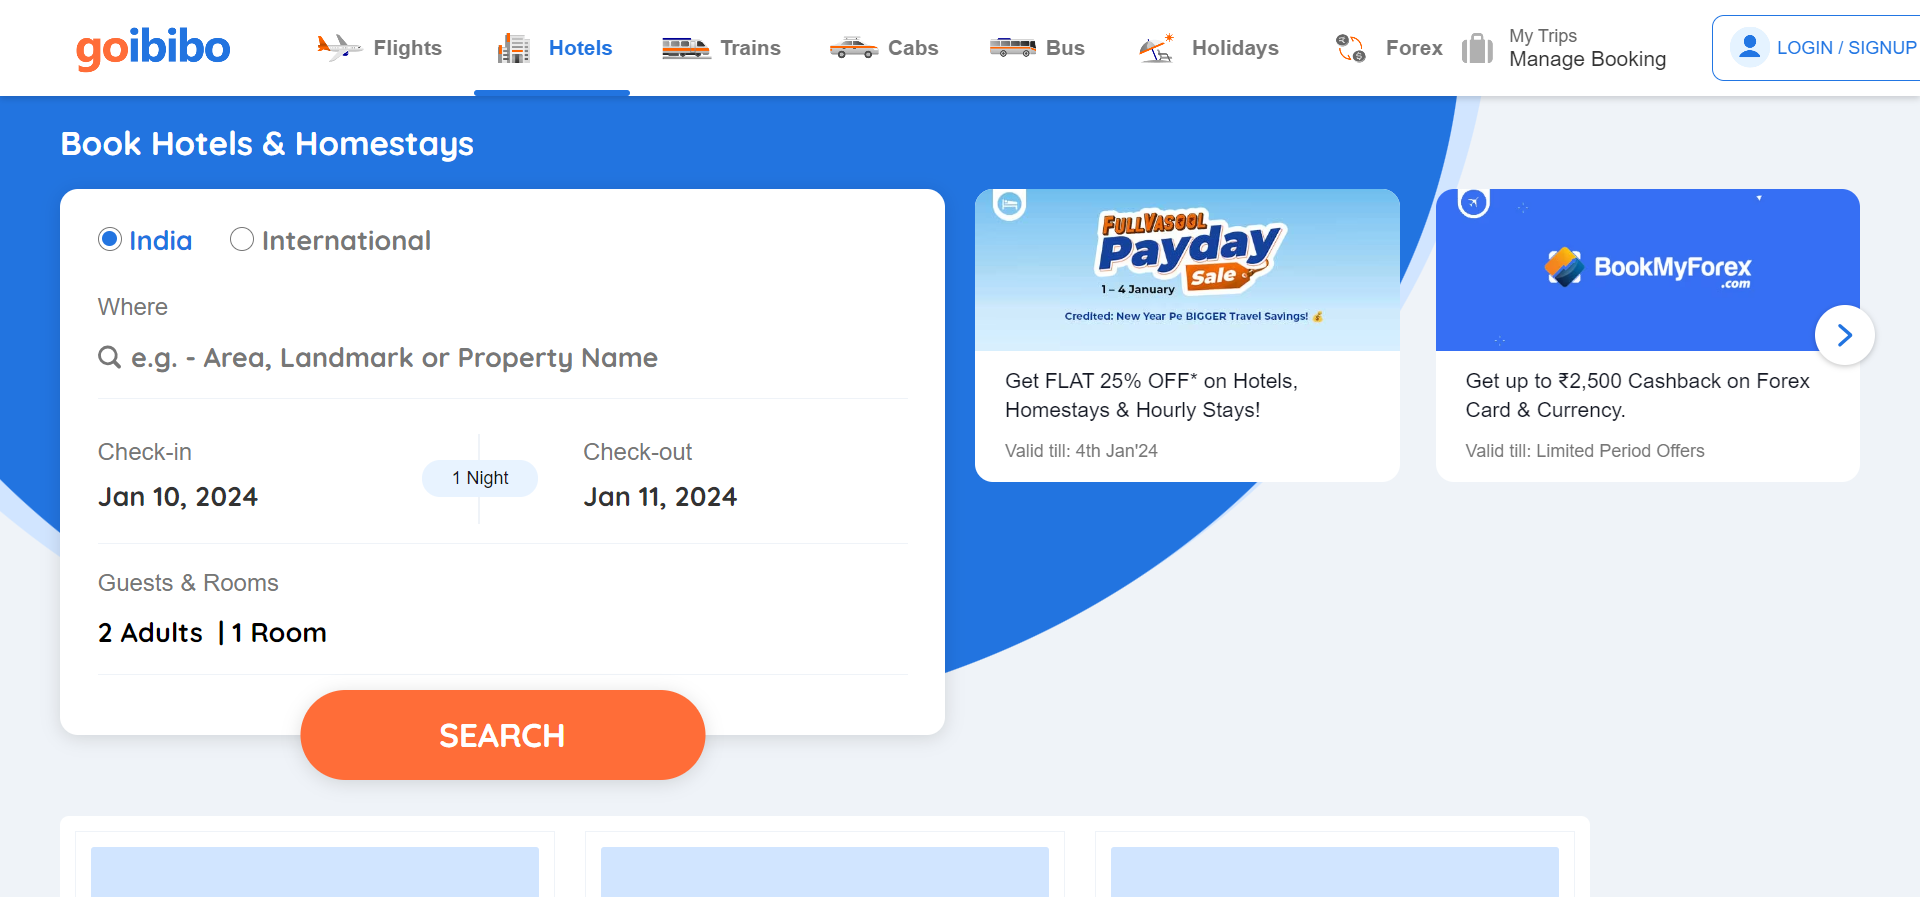 goibibo
Flights
Hotels
Trains
Cabs
Bus
Holidays
Forex
My Trips
Manage Booking
LOGIN / SIGNUP
Book Hotels & Homestays
India
International
Where
e.g. - Area, Landmark or Property Name
Check-in
Jan 10, 2024
1 Night
Check-out
Jan 11, 2024
Guests & Rooms
2 Adults | 1 Room
SEARCH
FULLVASOOL
Payday
Sale
1 – 4 January
Credited: New Year Pe BIGGER Travel Savings!
Get FLAT 25% OFF* on Hotels,
Homestays & Hourly Stays!
Valid till: 4th Jan'24
BookMyForex
.com
Get up to ₹2,500 Cashback on Forex
Card & Currency.
Valid till: Limited Period Offers